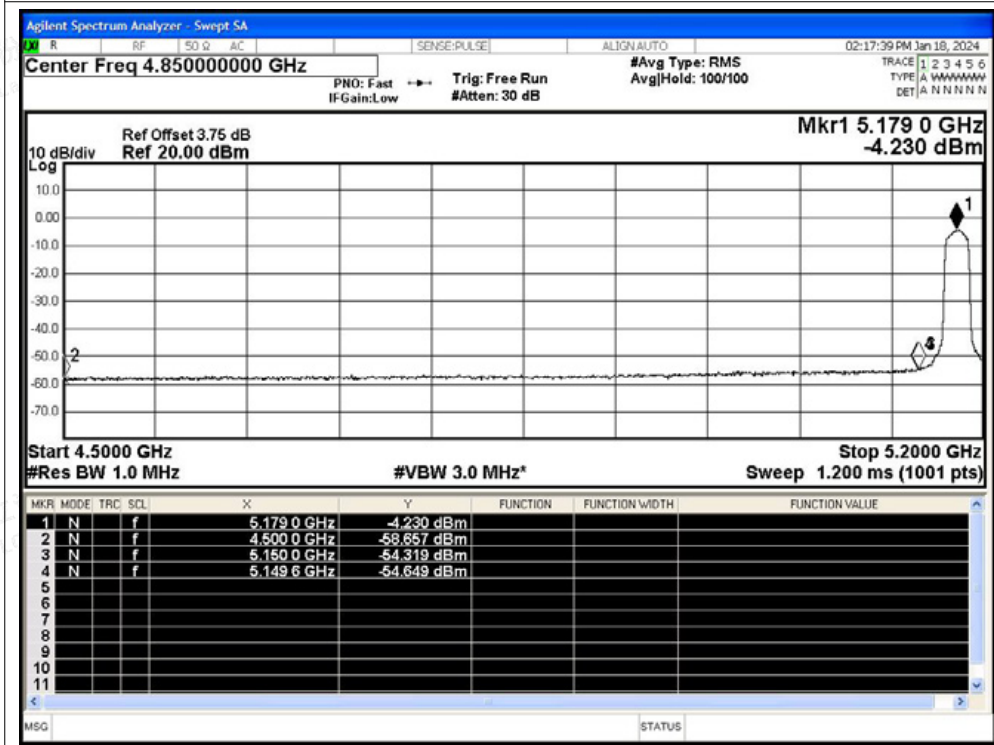 Agilent Spectrum Analyzer - Swept SA
LXI R RF 50 Ω AC SENSE:PULSE ALIGN AUTO 02:17:39 PM Jan 18, 2024
Center Freq 4.850000000 GHz
PNO: Fast
IFGain:Low
Trig: Free Run
#Atten: 30 dB
#Avg Type: RMS
Avg|Hold: 100/100
TRACE 1 2 3 4 5 6
TYPE A WWWWW
DET A N N N N N
Mkr1 5.179 0 GHz
-4.230 dBm
Ref Offset 3.75 dB
10 dB/div Ref 20.00 dBm
Log
10.0
0.00
-10.0
-20.0
-30.0
-40.0
-50.0
-60.0
-70.0
1
2
4
Start 4.5000 GHz Stop 5.2000 GHz
#Res BW 1.0 MHz #VBW 3.0 MHz* Sweep 1.200 ms (1001 pts)
MKR MODE TRC SCL X Y FUNCTION FUNCTION WIDTH FUNCTION VALUE
1 N f 5.179 0 GHz -4.230 dBm
2 N f 4.500 0 GHz -58.657 dBm
3 N f 5.150 0 GHz -54.319 dBm
4 N f 5.149 6 GHz -54.649 dBm
5
6
7
8
9
10
11
MSG STATUS